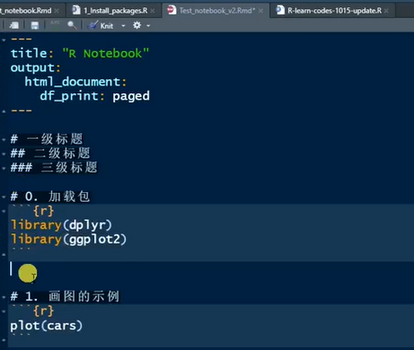 t_notebook.Rmd × 1_Install_packages.R × Test_notebook_v2.Rmd* × R-learn-codes-1015-update.R ×
Knit
---
title: "R Notebook"
output:
  html_document:
    df_print: paged
---
# 一级标题
## 二级标题
### 三级标题
# 0. 加载包
```{r}
library(dplyr)
library(ggplot2)
```
# 1. 画图的示例
```{r}
plot(cars)
```